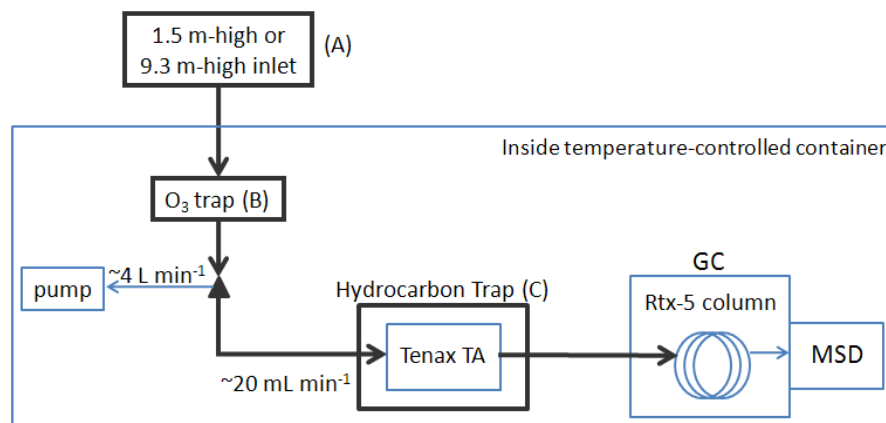 1.5 m-high or
9.3 m-high inlet
(A)
Inside temperature-controlled container
O₃ trap (B)
~4 L min⁻¹
pump
Hydrocarbon Trap (C)
Tenax TA
~20 mL min⁻¹
GC
Rtx-5 column
MSD